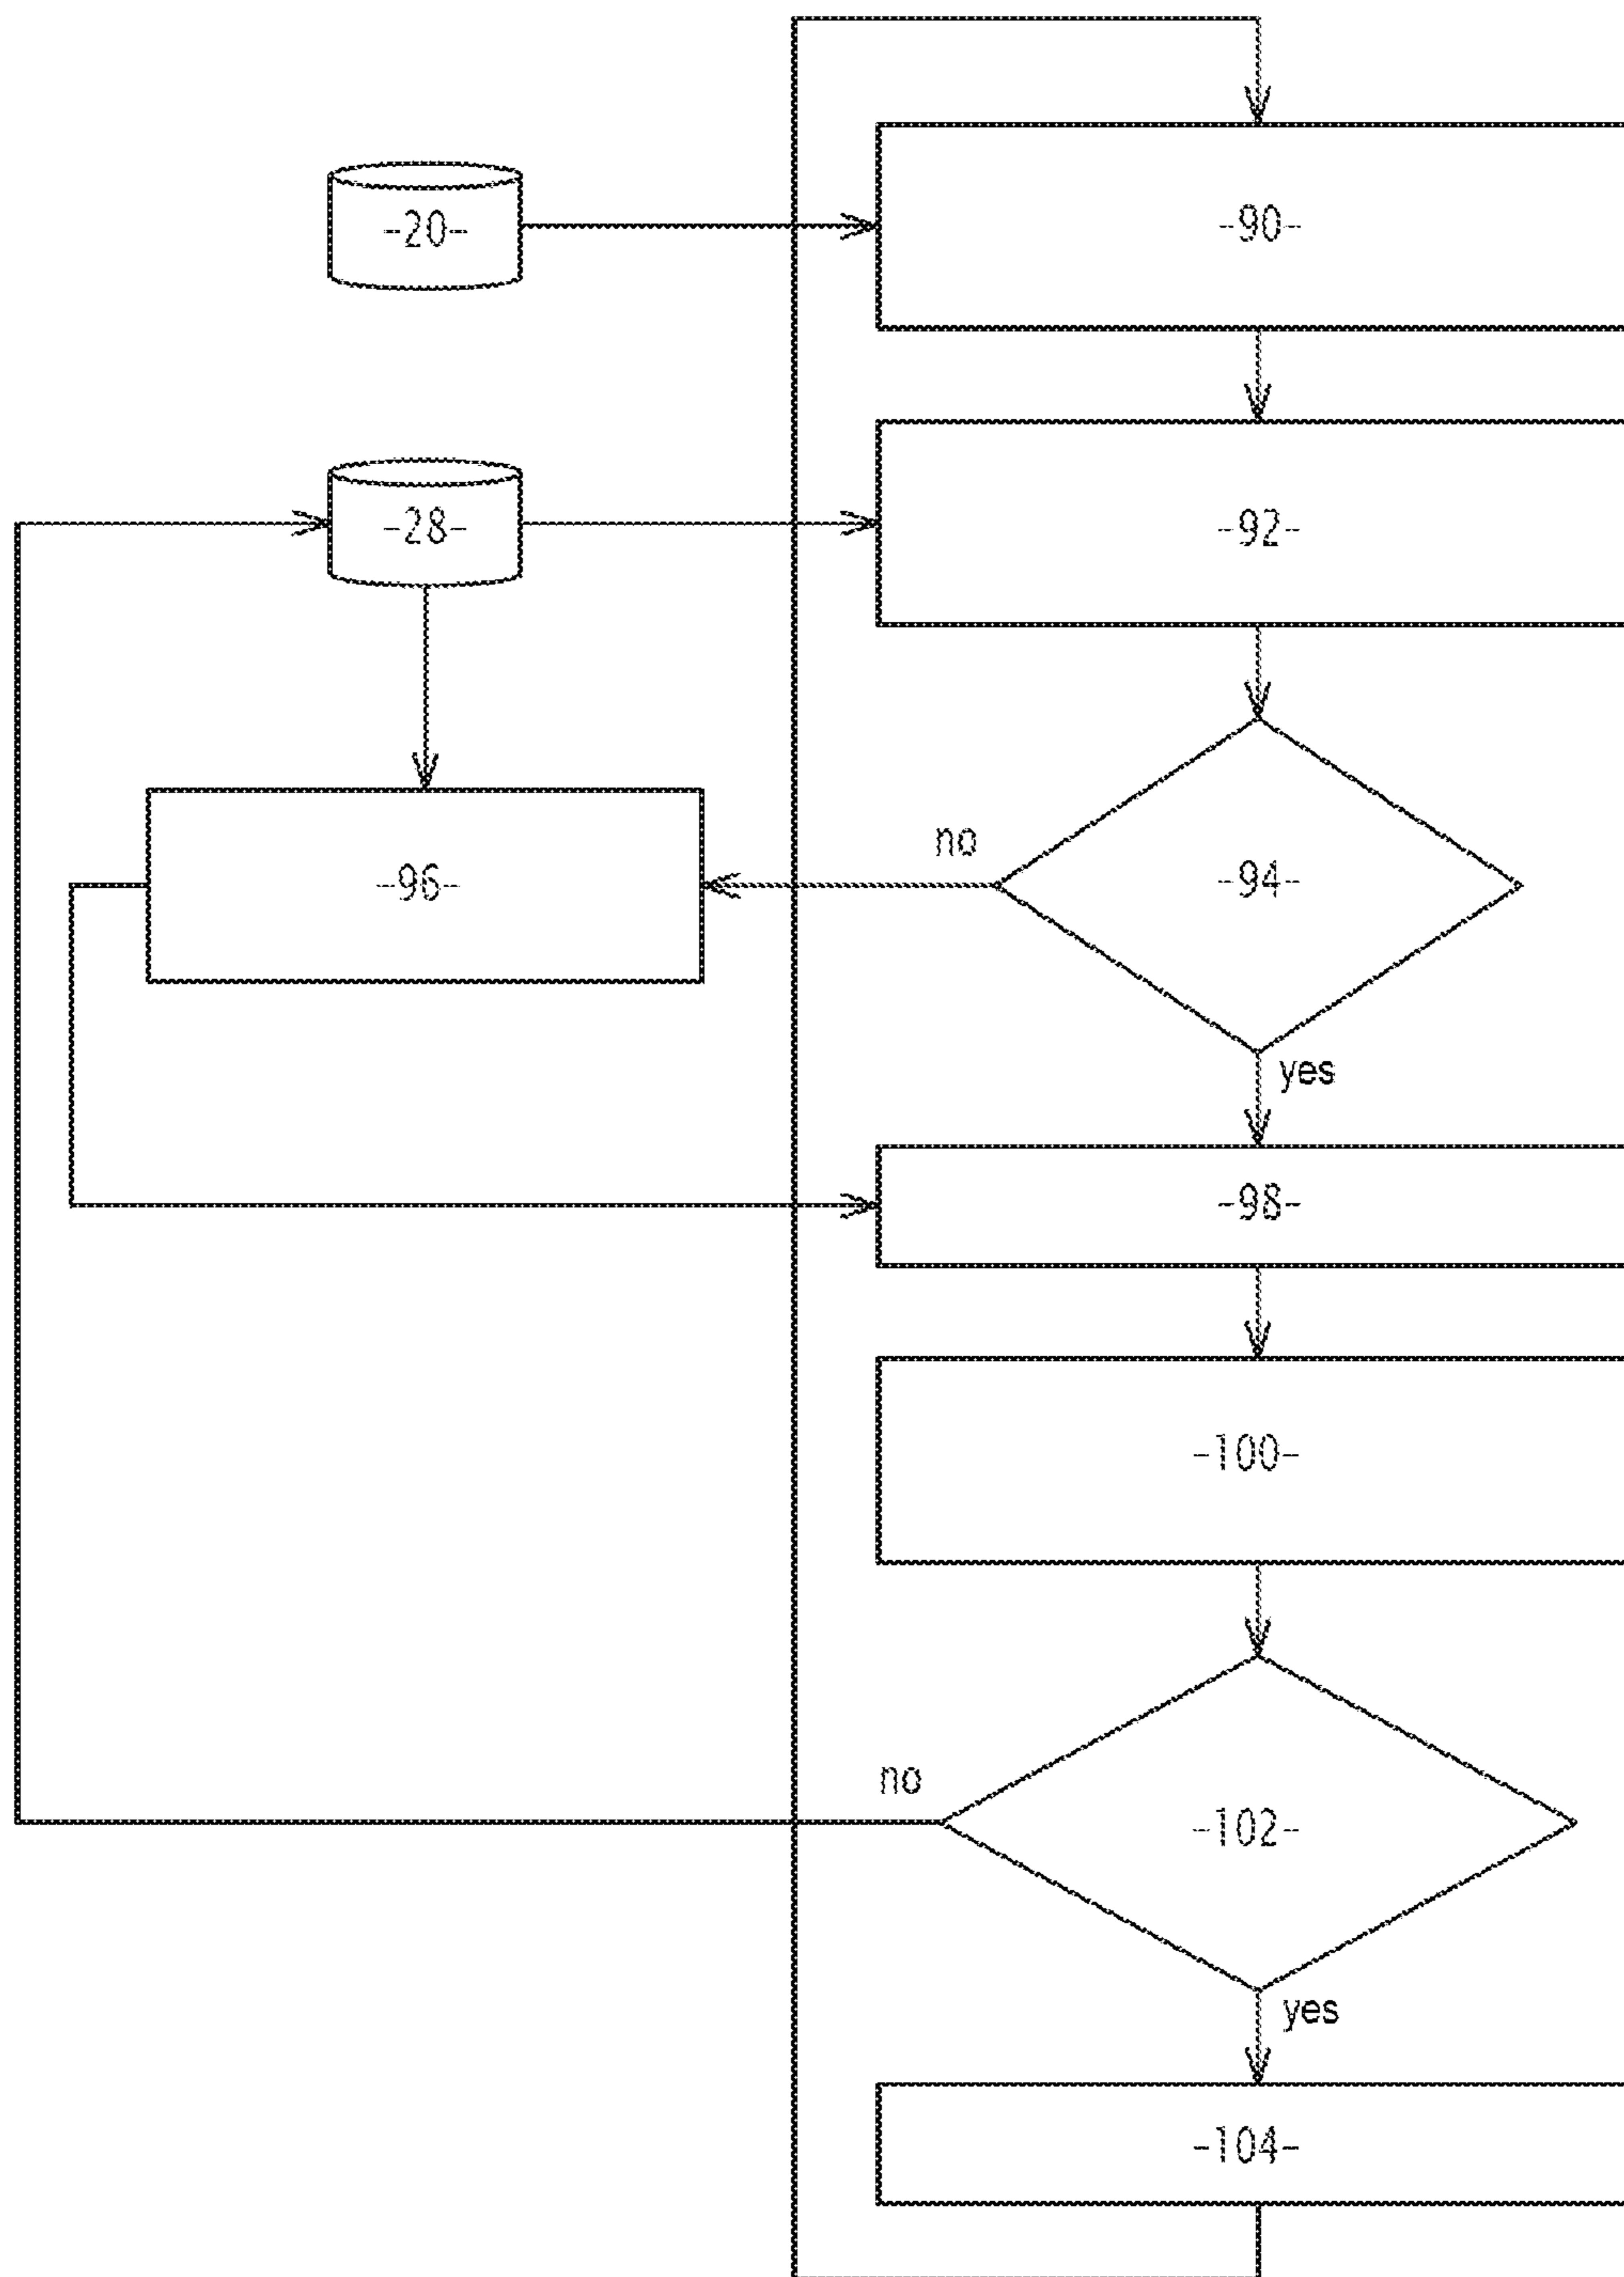 -20-
-90-
-28-
-92-
no
-96-
-94-
yes
-98-
-100-
no
-102-
yes
-104-